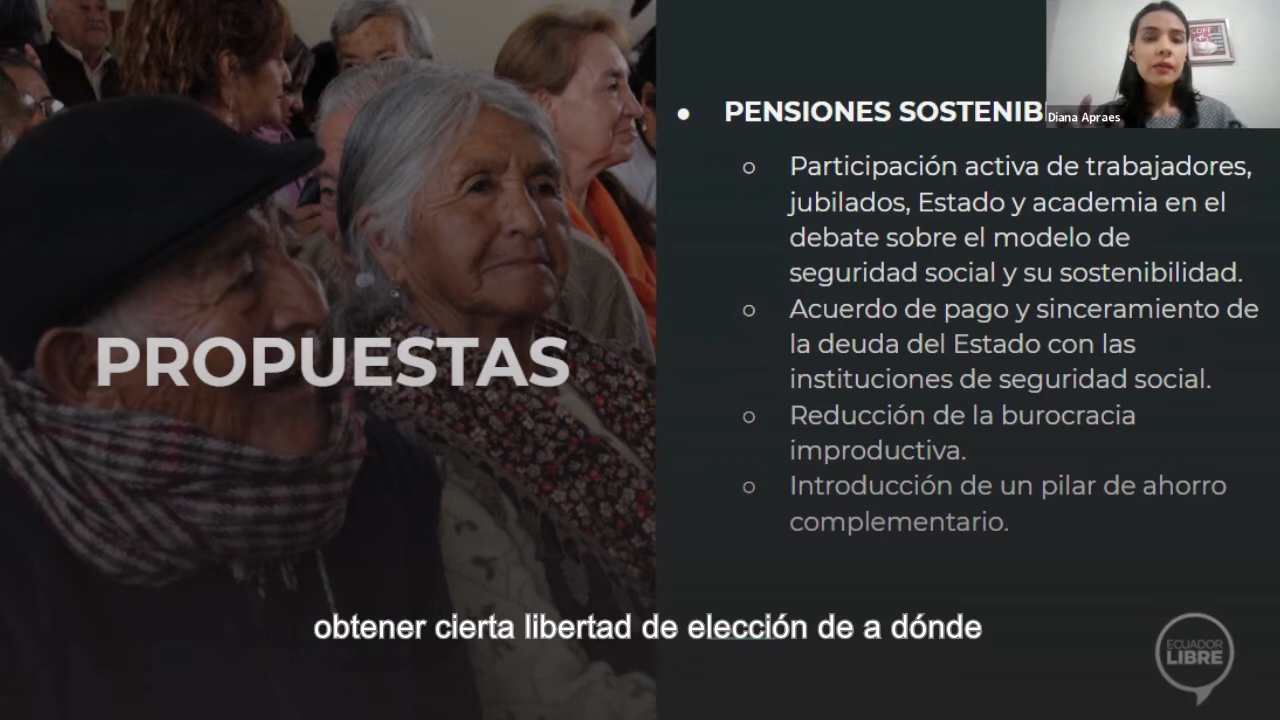 PROPUESTAS
• PENSIONES SOSTENIB
Diana Apraes
○ Participación activa de trabajadores,
jubilados, Estado y academia en el
debate sobre el modelo de
seguridad social y su sostenibilidad.
○ Acuerdo de pago y sinceramiento de
la deuda del Estado con las
instituciones de seguridad social.
○ Reducción de la burocracia
improductiva.
○ Introducción de un pilar de ahorro
complementario.
obtener cierta libertad de elección de a dónde
ECUADOR
LIBRE